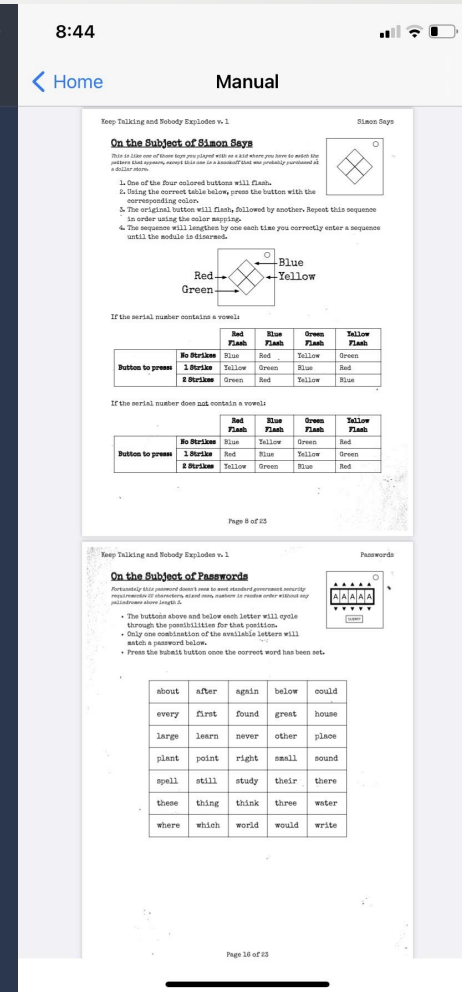 8:44
Home
Manual
Keep Talking and Nobody Explodes v. 1
Simon Says
On the Subject of Simon Says
This is like one of those toys you played with as a kid where you have to match the
pattern that appears, except this one is a knockoff that was probably purchased at
a dollar store.
1. One of the four colored buttons will flash.
2. Using the correct table below, press the button with the
corresponding color.
3. The original button will flash, followed by another. Repeat this sequence
in order using the color mapping.
4. The sequence will lengthen by one each time you correctly enter a sequence
until the module is disarmed.
Blue
Red
Yellow
Green
If the serial number contains a vowel:
Red Flash Blue Flash Green Flash Yellow Flash
Button to press:
No Strikes Blue Red Yellow Green
1 Strike Yellow Green Blue Red
2 Strikes Green Red Yellow Blue
If the serial number does not contain a vowel:
Red Flash Blue Flash Green Flash Yellow Flash
Button to press:
No Strikes Blue Yellow Green Red
1 Strike Red Blue Yellow Green
2 Strikes Yellow Green Blue Red
Page 8 of 23
Keep Talking and Nobody Explodes v. 1
Passwords
On the Subject of Passwords
Fortunately this password doesn't seem to meet standard government security
requirements: 22 characters, mixed case, numbers in random order without any
palindromes above length 3.
A A A A A
SUBMIT
• The buttons above and below each letter will cycle
through the possibilities for that position.
• Only one combination of the available letters will
match a password below.
• Press the submit button once the correct word has been set.
about after again below could
every first found great house
large learn never other place
plant point right small sound
spell still study their there
these thing think three water
where which world would write
Page 16 of 23